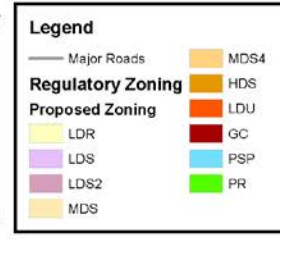 Legend
Major Roads
Regulatory Zoning
Proposed Zoning
LDR
LDS
LDS2
MDS
MDS4
HDS
LDU
GC
PSP
PR